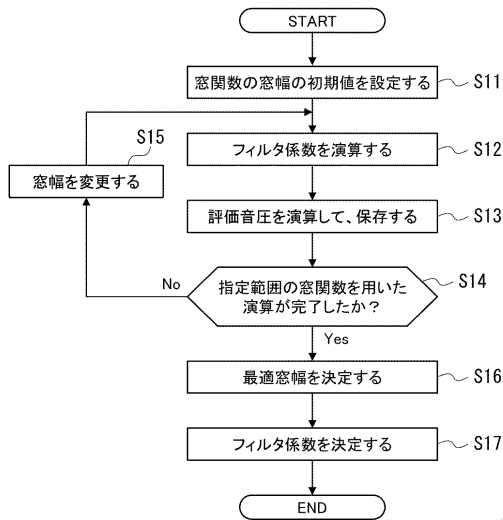 START
窓関数の窓幅の初期値を設定する
S11
S15
フィルタ係数を演算する
S12
窓幅を変更する
評価音圧を演算して、保存する
S13
指定範囲の窓関数を用いた
演算が完了したか？
S14
No
Yes
最適窓幅を決定する
S16
フィルタ係数を決定する
S17
END